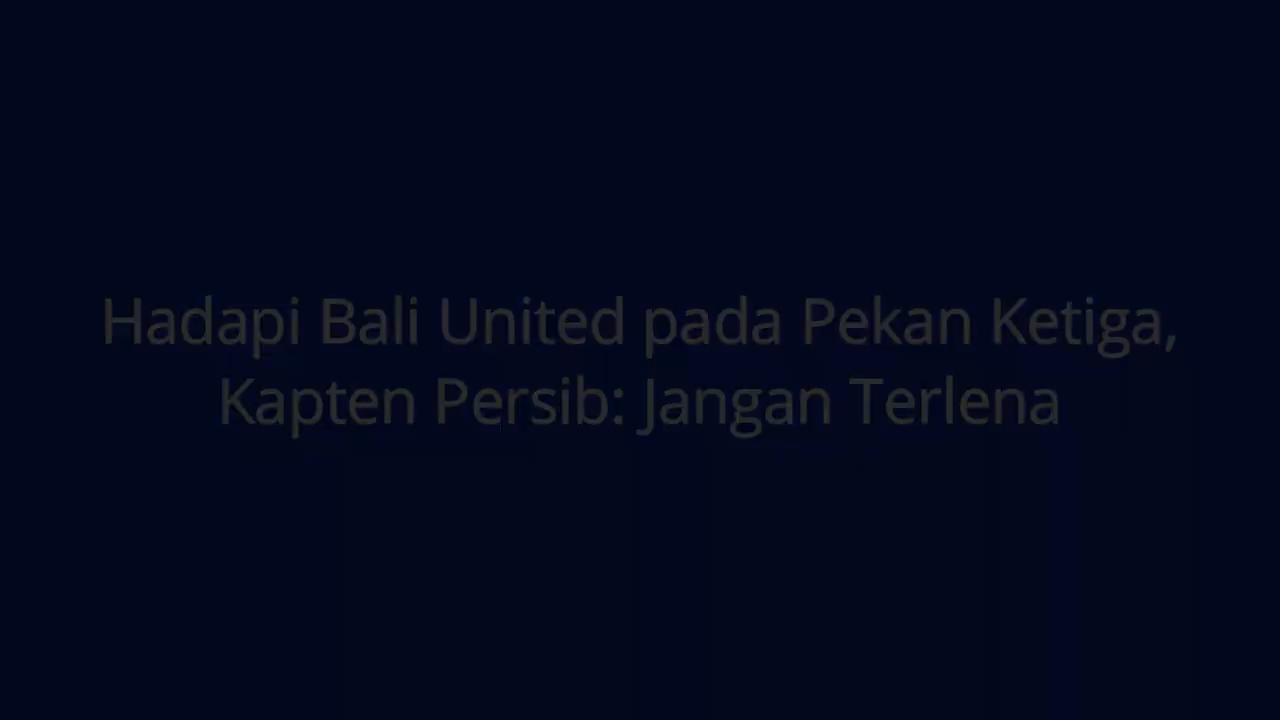 Hadapi Bali United pada Pekan Ketiga,
Kapten Persib: Jangan Terlena